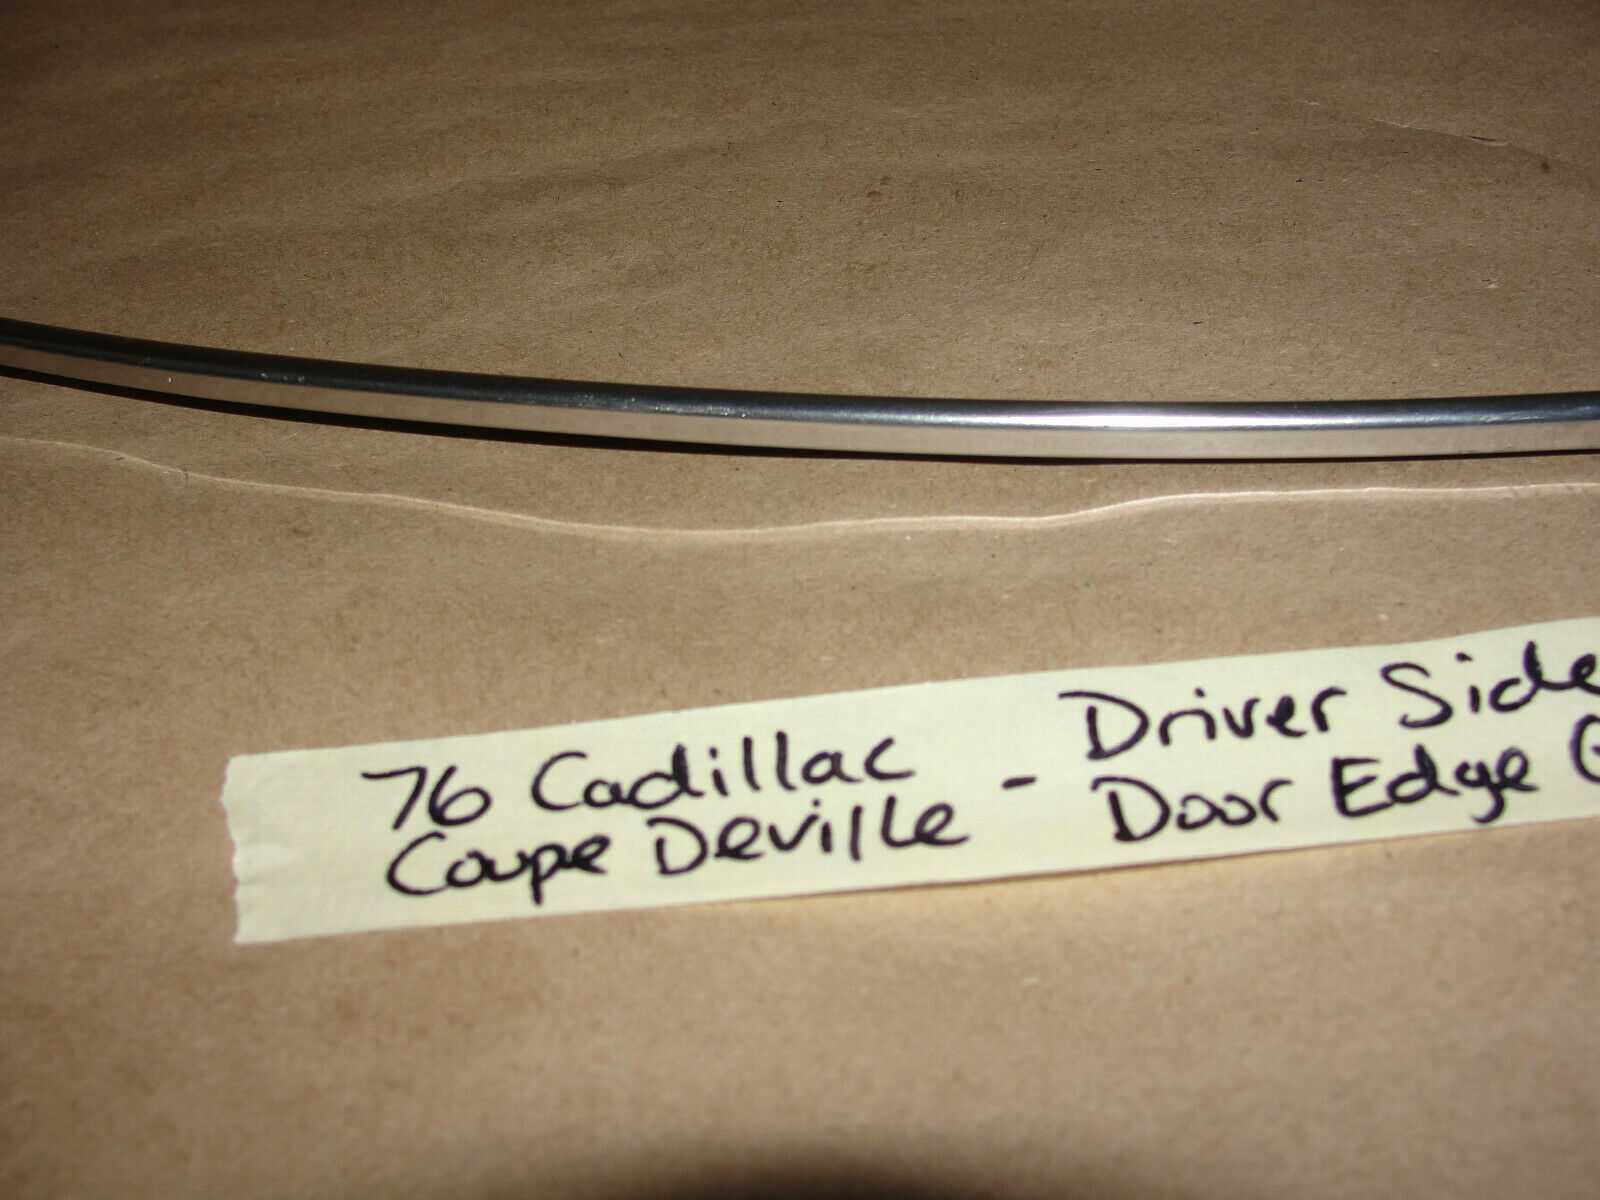 76 Cadillac
Coupe Deville - Driver Side
Door Edge